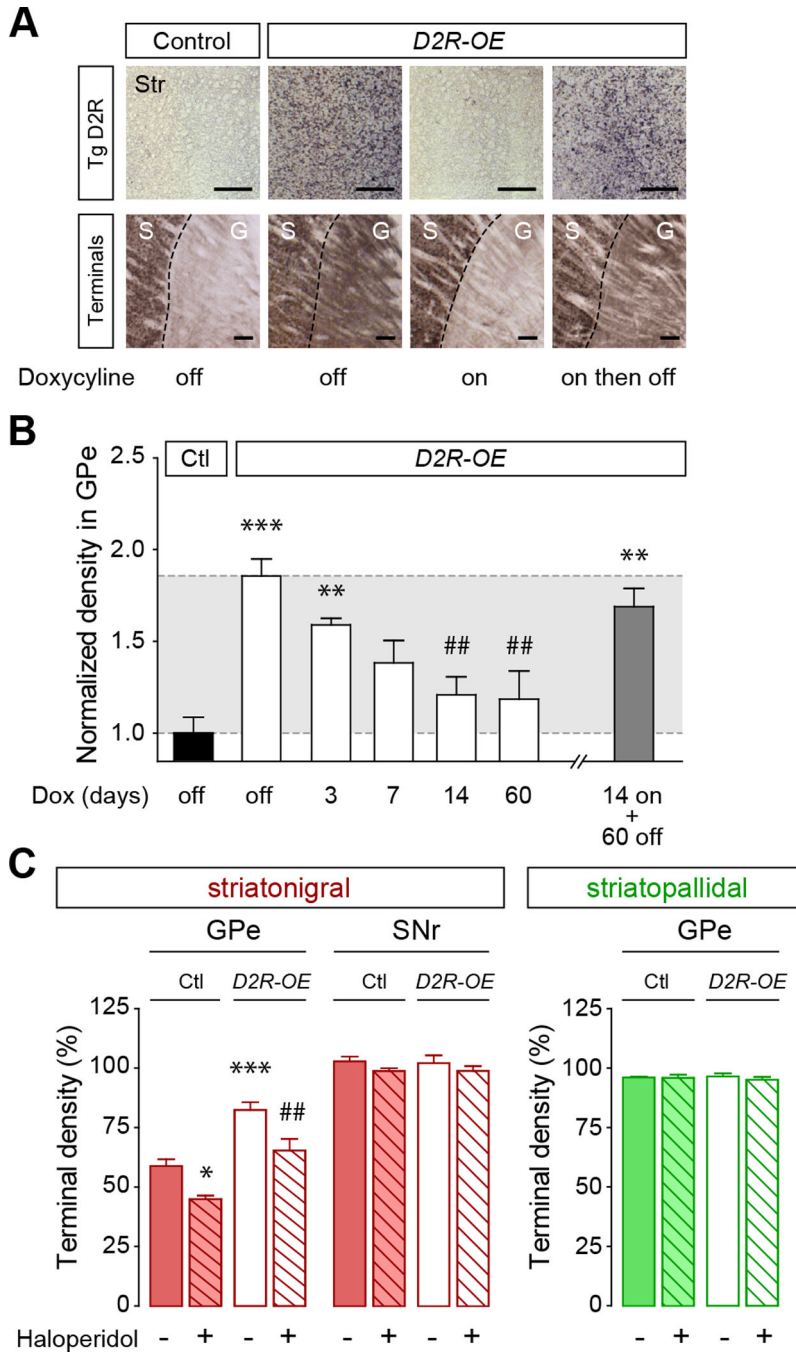 A
Control D2R-OE
Tg D2R
Str
Terminals
S G S G S G S G
Doxycyline off off on on then off
B
Ctl D2R-OE
Normalized density in GPe
2.5
2.0
1.5
1.0
***
**
##
##
**
Dox (days) off off 3 7 14 60 14 on
+
60 off
C
striatonigral striatopallidal
GPe SNr GPe
Ctl D2R-OE Ctl D2R-OE Ctl D2R-OE
Terminal density (%)
125
100
75
50
25
0
*
***
##
Terminal density (%)
125
100
75
50
25
0
Haloperidol - + - + - + - + - + - +